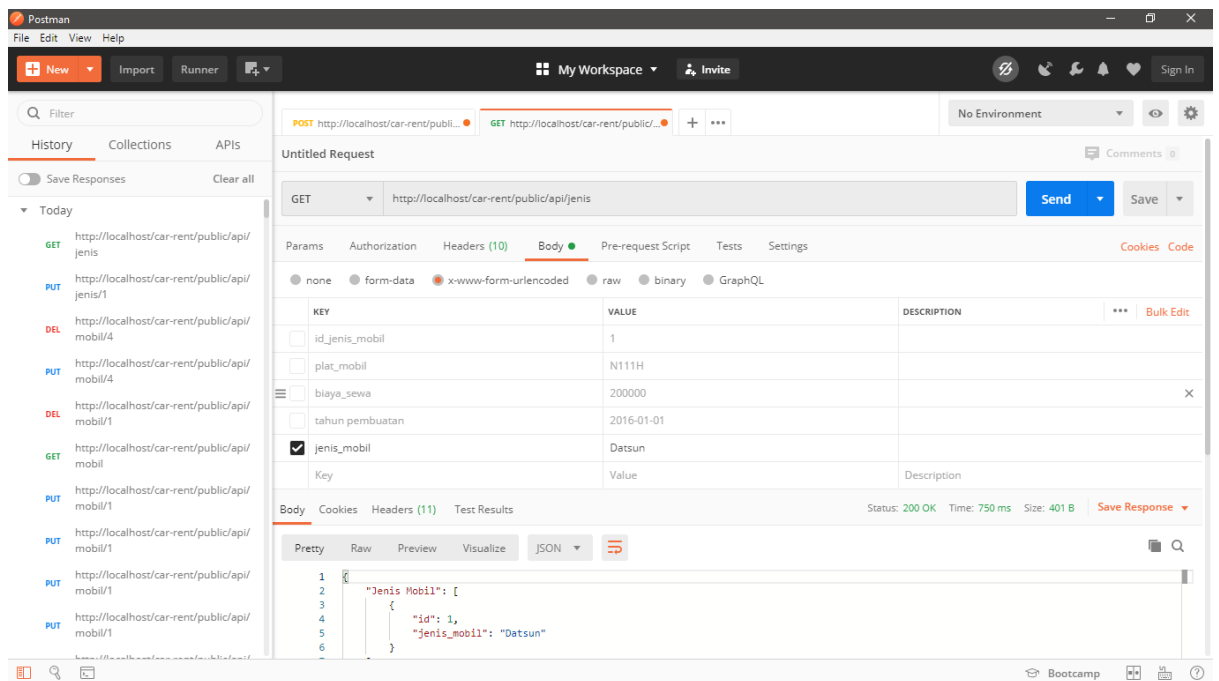 Postman
File Edit View Help
New Import Runner My Workspace Invite Sign In
Filter
History Collections APIs
Save Responses Clear all
Today
GET http://localhost/car-rent/public/api/
jenis
PUT http://localhost/car-rent/public/api/
jenis/1
DEL http://localhost/car-rent/public/api/
mobil/4
PUT http://localhost/car-rent/public/api/
mobil/4
DEL http://localhost/car-rent/public/api/
mobil/1
GET http://localhost/car-rent/public/api/
mobil
PUT http://localhost/car-rent/public/api/
mobil/1
PUT http://localhost/car-rent/public/api/
mobil/1
PUT http://localhost/car-rent/public/api/
mobil/1
PUT http://localhost/car-rent/public/api/
mobil/1
POST http://localhost/car-rent/publi... GET http://localhost/car-rent/public/... No Environment
Untitled Request Comments 0
GET http://localhost/car-rent/public/api/jenis Send Save
Params Authorization Headers (10) Body Pre-request Script Tests Settings Cookies Code
none form-data x-www-form-urlencoded raw binary GraphQL
KEY VALUE DESCRIPTION Bulk Edit
id_jenis_mobil 1
plat_mobil N111H
biaya_sewa 200000
tahun pembuatan 2016-01-01
jenis_mobil Datsun
Key Value Description
Body Cookies Headers (11) Test Results Status: 200 OK Time: 750 ms Size: 401 B Save Response
Pretty Raw Preview Visualize JSON
1 {
2 "Jenis Mobil": [
3 {
4 "id": 1,
5 "jenis_mobil": "Datsun"
6 }
Bootcamp